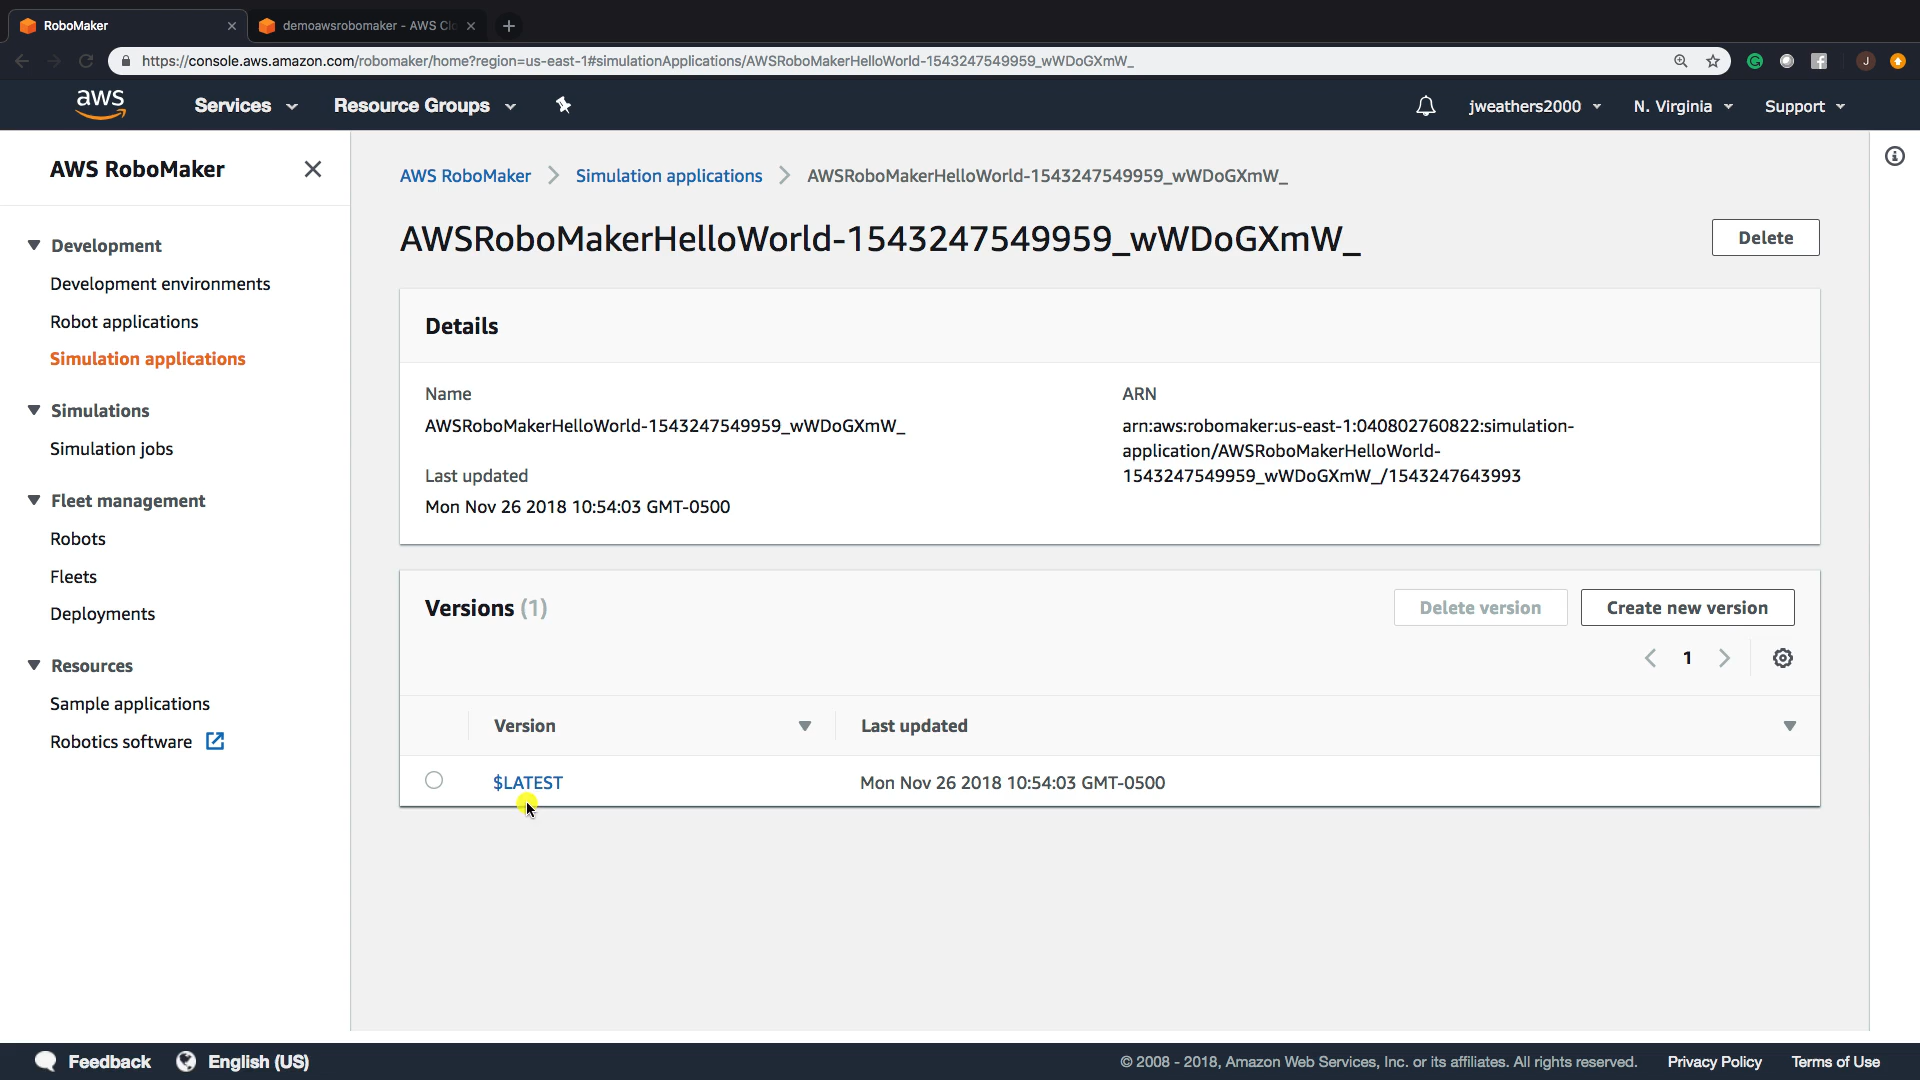 RoboMaker
demoawsrobomaker - AWS Clo
https://console.aws.amazon.com/robomaker/home?region=us-east-1#simulationApplications/AWSRoboMakerHelloWorld-1543247549959_wWDoGXmW_
J
aws
Services
Resource Groups
jweathers2000
N. Virginia
Support
AWS RoboMaker
Development
Development environments
Robot applications
Simulation applications
Simulations
Simulation jobs
Fleet management
Robots
Fleets
Deployments
Resources
Sample applications
Robotics software
AWS RoboMaker
Simulation applications
AWSRoboMakerHelloWorld-1543247549959_wWDoGXmW_
AWSRoboMakerHelloWorld-1543247549959_wWDoGXmW_
Delete
Details
Name
AWSRoboMakerHelloWorld-1543247549959_wWDoGXmW_
Last updated
Mon Nov 26 2018 10:54:03 GMT-0500
ARN
arn:aws:robomaker:us-east-1:040802760822:simulation-
application/AWSRoboMakerHelloWorld-
1543247549959_wWDoGXmW_/1543247643993
Versions (1)
Delete version
Create new version
1
Version
Last updated
$LATEST
Mon Nov 26 2018 10:54:03 GMT-0500
Feedback
English (US)
© 2008 - 2018, Amazon Web Services, Inc. or its affiliates. All rights reserved.
Privacy Policy
Terms of Use